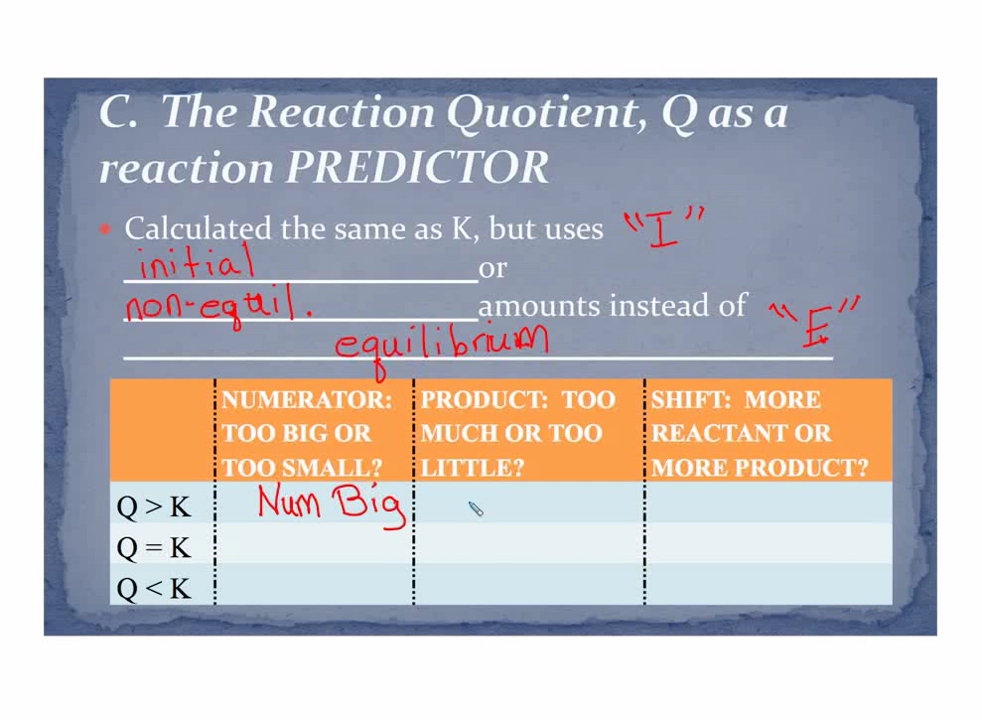 C. The Reaction Quotient, Q as a
reaction PREDICTOR
• Calculated the same as K, but uses "I"
initial or
non-equil. amounts instead of "E"
equilibrium
NUMERATOR: TOO BIG OR TOO SMALL?
PRODUCT: TOO MUCH OR TOO LITTLE?
SHIFT: MORE REACTANT OR MORE PRODUCT?
Q > K Num Big
Q = K
Q < K